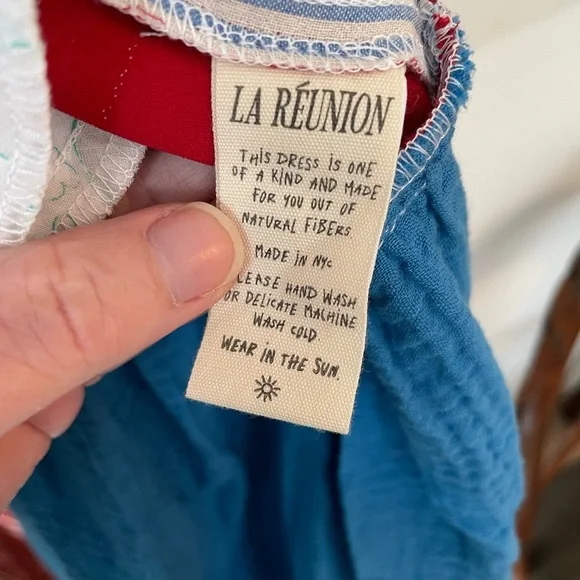 LA RÉUNION
THIS DRESS IS ONE
OF A KIND AND MADE
FOR YOU OUT OF
NATURAL FIBERS
MADE IN NYC
LEASE HAND WASH
OR DELICATE MACHINE
WASH COLD
WEAR IN THE SUN.